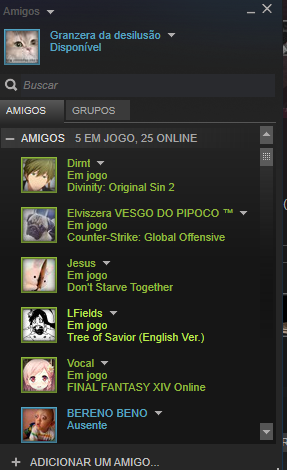 Amigos
Granzera da desilusão
Disponível
Buscar
AMIGOS GRUPOS
AMIGOS 5 EM JOGO, 25 ONLINE
Dirnt
Em jogo
Divinity: Original Sin 2
Elviszera VESGO DO PIPOCO ™
Em jogo
Counter-Strike: Global Offensive
Jesus
Em jogo
Don't Starve Together
LFields
Em jogo
Tree of Savior (English Ver.)
Vocal
Em jogo
FINAL FANTASY XIV Online
BERENO BENO
Ausente
+ ADICIONAR UM AMIGO...